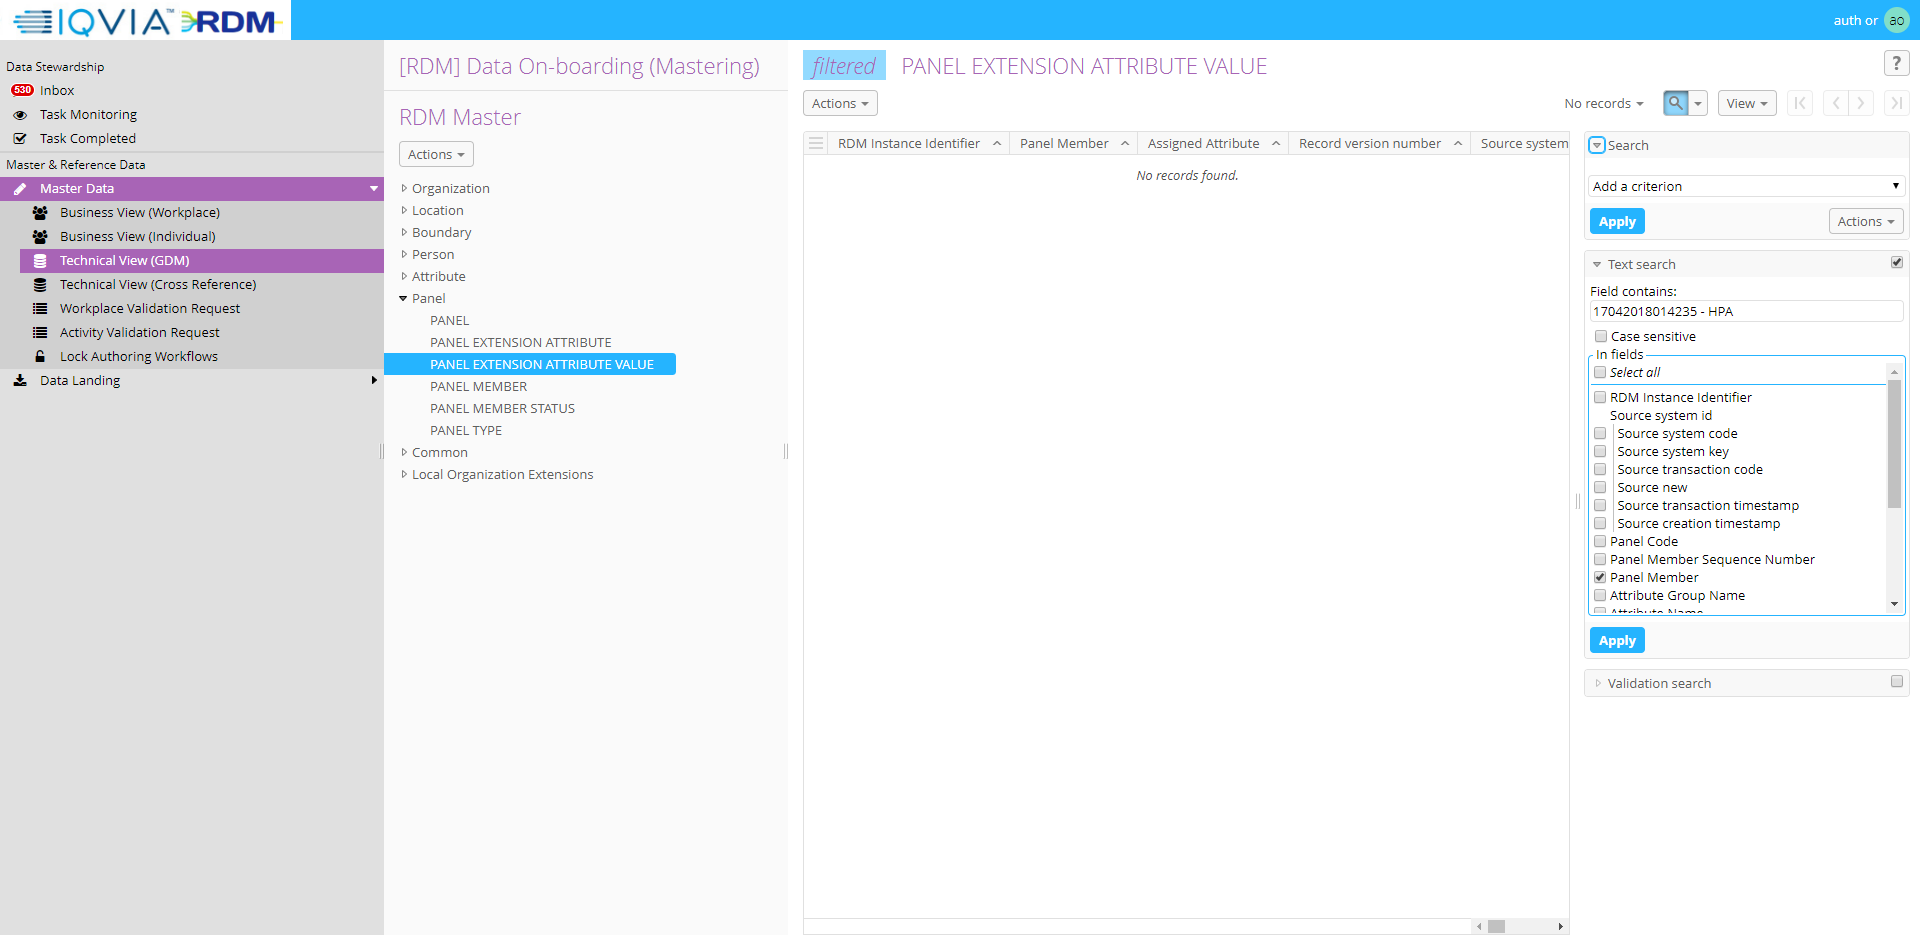 IQVIA™ RDM
auth or
ao
Data Stewardship
530 Inbox
Task Monitoring
Task Completed
Master & Reference Data
Master Data
Business View (Workplace)
Business View (Individual)
Technical View (GDM)
Technical View (Cross Reference)
Workplace Validation Request
Activity Validation Request
Lock Authoring Workflows
Data Landing
[RDM] Data On-boarding (Mastering)
RDM Master
Actions
Organization
Location
Boundary
Person
Attribute
Panel
PANEL
PANEL EXTENSION ATTRIBUTE
PANEL EXTENSION ATTRIBUTE VALUE
PANEL MEMBER
PANEL MEMBER STATUS
PANEL TYPE
Common
Local Organization Extensions
filtered PANEL EXTENSION ATTRIBUTE VALUE
?
Actions
No records
View
RDM Instance Identifier
Panel Member
Assigned Attribute
Record version number
Source system
No records found.
Search
Add a criterion
Apply
Actions
Text search
Field contains:
17042018014235 - HPA
Case sensitive
In fields
Select all
RDM Instance Identifier
Source system id
Source system code
Source system key
Source transaction code
Source new
Source transaction timestamp
Source creation timestamp
Panel Code
Panel Member Sequence Number
Panel Member
Attribute Group Name
Attribute Name
Apply
Validation search